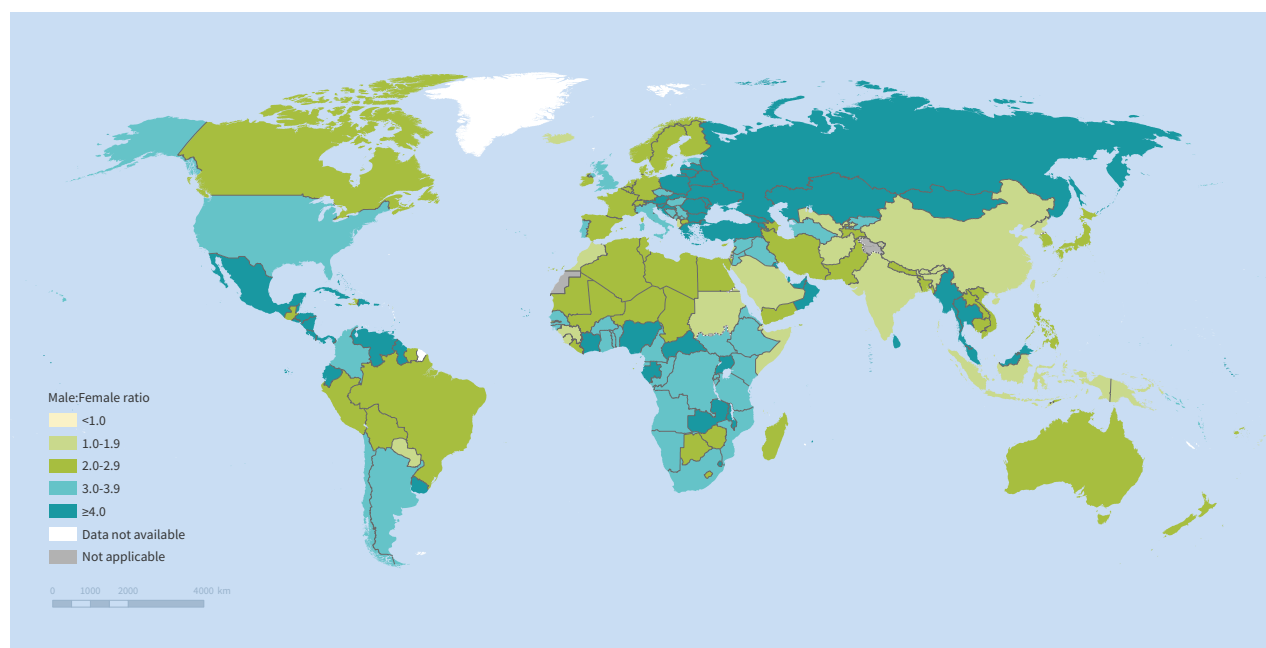 Male:Female ratio
<1.0
1.0-1.9
2.0-2.9
3.0-3.9
≥4.0
Data not available
Not applicable
0 1000 2000 4000 km